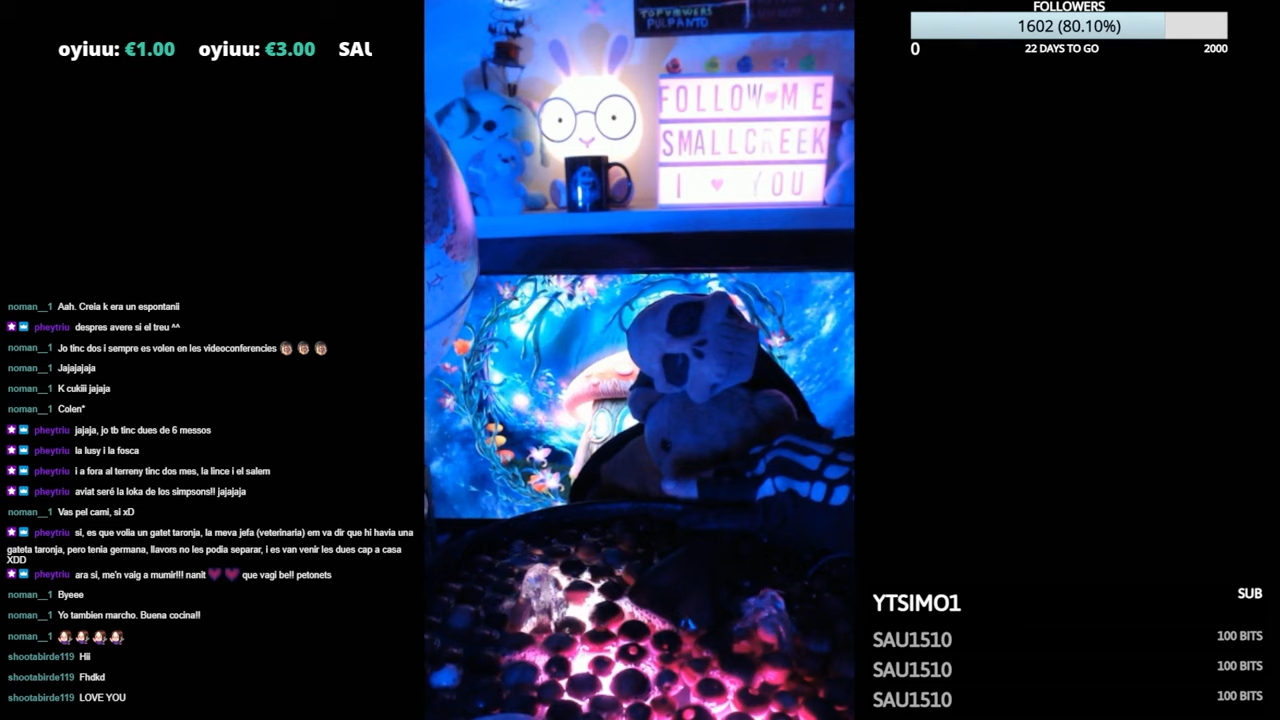 oyiuu: €1.00 oyiuu: €3.00 SAU
FOLLOWERS
1602 (80.10%)
0 22 DAYS TO GO 2000
TOPVIEWERS
PULPANTO
FOLLOW♥ME
SMALLCREEK
I ♥ YOU
noman__1 Aah. Creia k era un espontanii
pheytriu despres avere si el treu ^^
noman__1 Jo tinc dos i sempre es volen en les videoconferencies
noman__1 Jajajajaja
noman__1 K cukiii jajaja
noman__1 Colen*
pheytriu jajaja, jo tb tinc dues de 6 messos
pheytriu la lusy i la fosca
pheytriu i a fora al terreny tinc dos mes, la lince i el salem
pheytriu aviat seré la loka de los simpsons!! jajajaja
noman__1 Vas pel cami, si xD
pheytriu si, es que volia un gatet taronja, la meva jefa (veterinaria) em va dir que hi havia una
gateta taronja, pero tenia germana, llavors no les podia separar, i es van venir les dues cap a casa
XDD
pheytriu ara si, me'n vaig a mumir!!! nanit 💜 💜 que vagi be!! petonets
noman__1 Byeee
noman__1 Yo tambien marcho. Buena cocina!!
noman__1
shootabirde119 Hii
shootabirde119 Fhdkd
shootabirde119 LOVE YOU
YTSIMO1 SUB
SAU1510 100 BITS
SAU1510 100 BITS
SAU1510 100 BITS